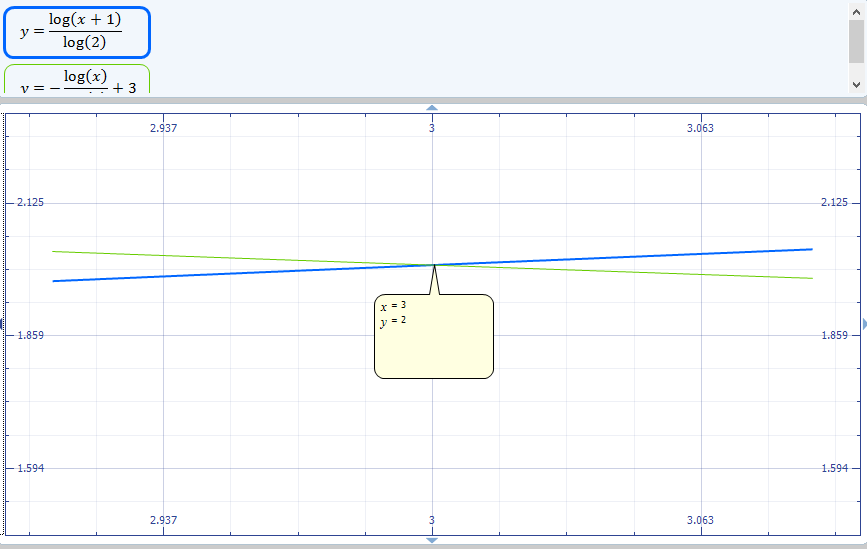 y = log(x + 1)
log(2)
y = − log(x) + 3
2.937 3 3.063
2.125 2.125
x = 3
y = 2
1.859 1.859
1.594 1.594
2.937 3 3.063